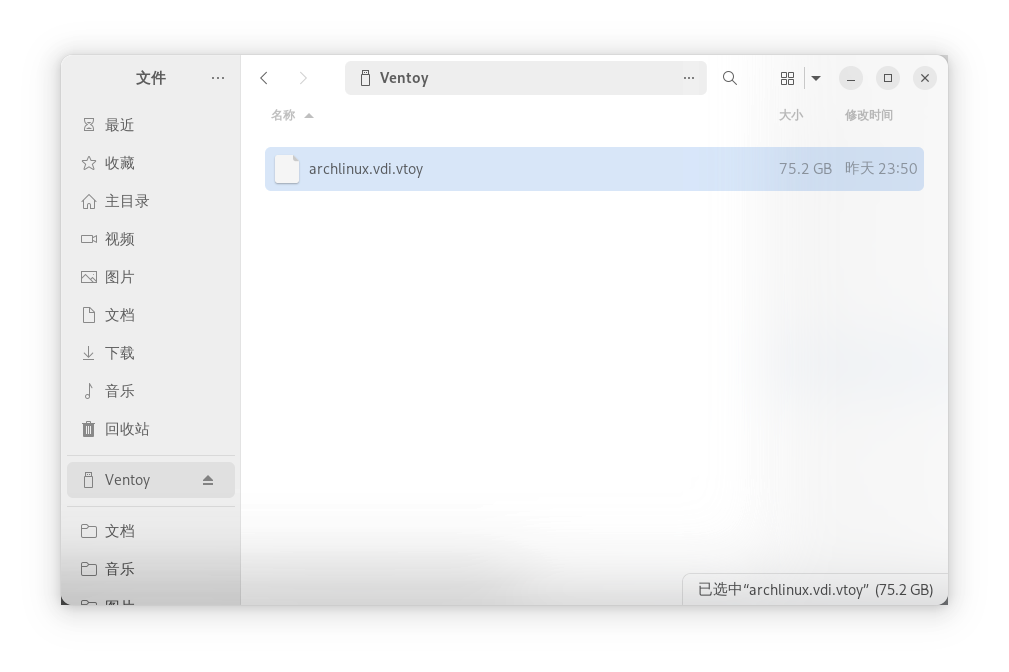 文件
Ventoy
名称 大小 修改时间
archlinux.vdi.vtoy 75.2 GB 昨天 23:50
最近
收藏
主目录
视频
图片
文档
下载
音乐
回收站
Ventoy
文档
音乐
图片
已选中“archlinux.vdi.vtoy” (75.2 GB)